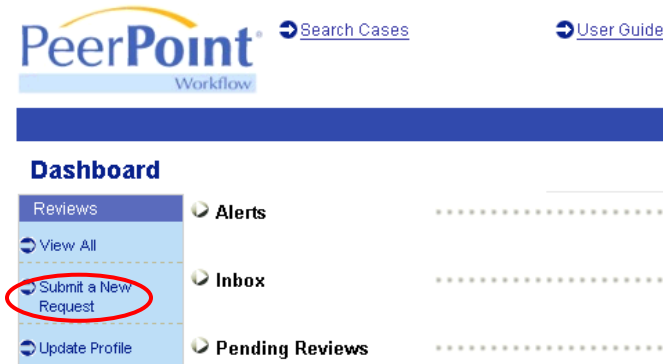 PeerPoint®
Workflow
Search Cases
User Guide
Dashboard
Reviews
View All
Submit a New
Request
Update Profile
Alerts
Inbox
Pending Reviews